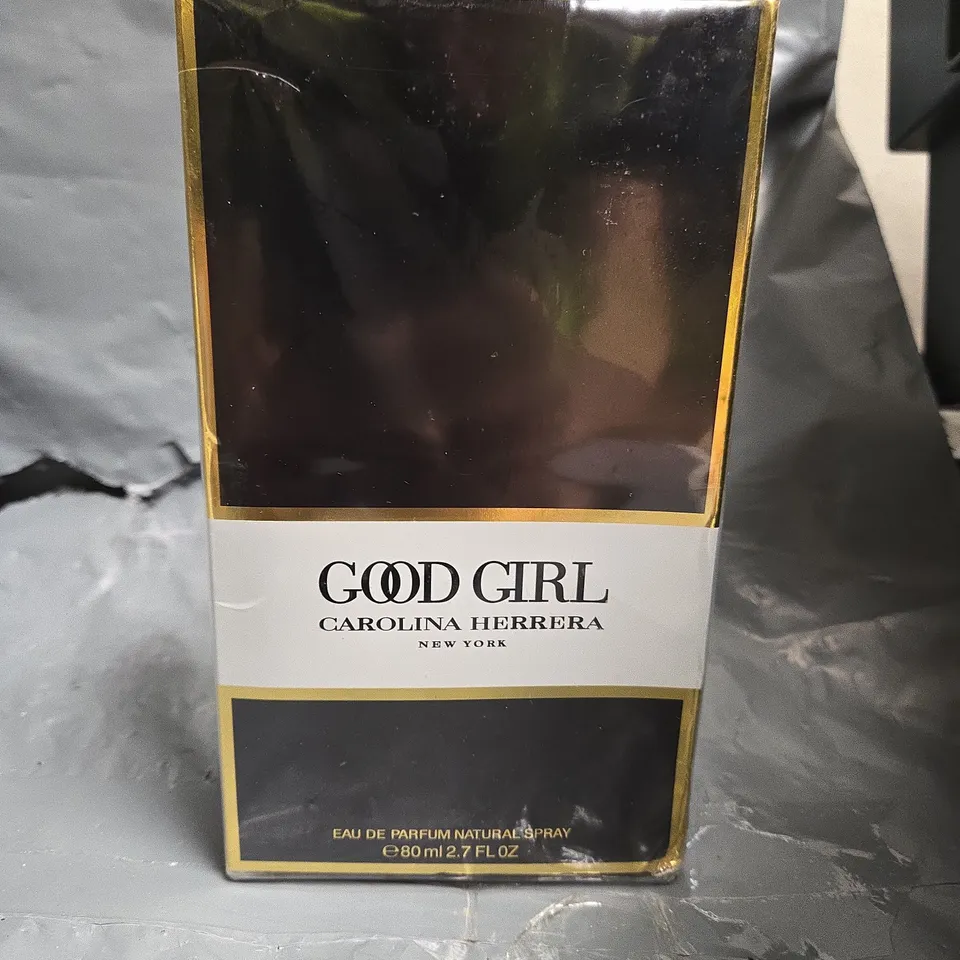 GOOD GIRL
CAROLINA HERRERA
NEW YORK
EAU DE PARFUM NATURAL SPRAY
℮80 ml 2.7 FL OZ